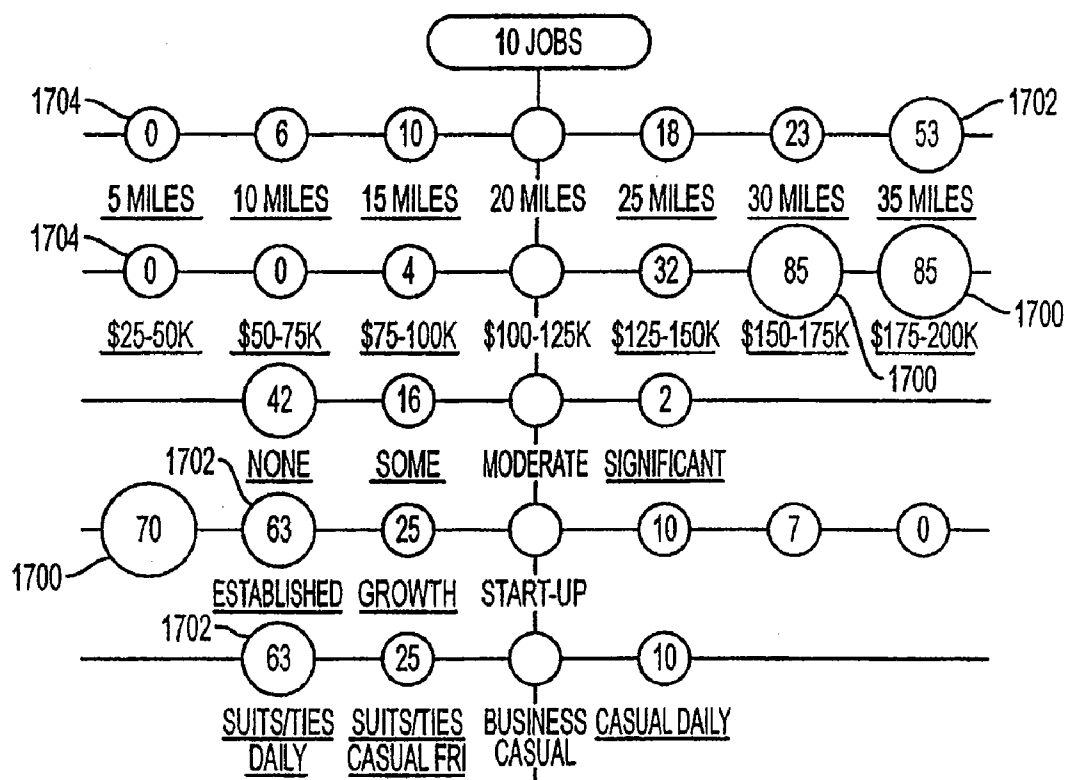 10 JOBS
1704 0 6 10 18 23 53 1702
5 MILES 10 MILES 15 MILES 20 MILES 25 MILES 30 MILES 35 MILES
1704 0 0 4 32 85 85 1700
$25-50K $50-75K $75-100K $100-125K $125-150K $150-175K $175-200K
1700
42 16 2
1702 NONE SOME MODERATE SIGNIFICANT
1700 70 63 25 10 7 0
ESTABLISHED GROWTH START-UP
1702 63 25 10
SUITS/TIES SUITS/TIES BUSINESS CASUAL DAILY
DAILY CASUAL FRI CASUAL